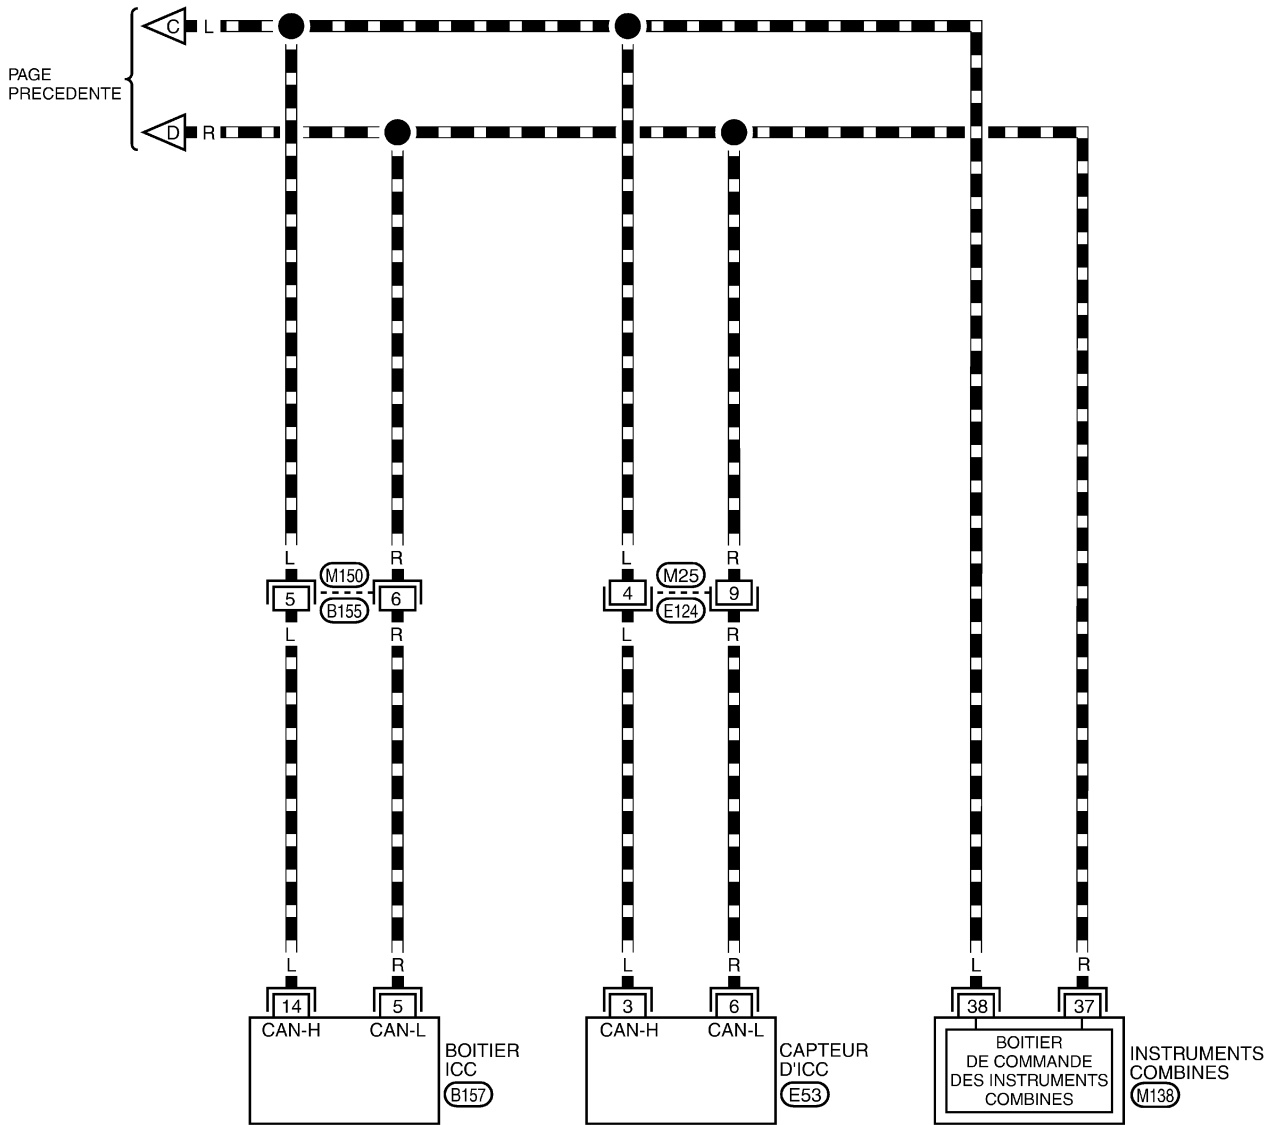 C L
PAGE
PRECEDENTE
D R
L R L R
M150 M25
5 6 4 9
B155 E124
L R L R
L R L R L R
14 5 3 6 38 37
CAN-H CAN-L CAN-H CAN-L
BOITIER
ICC
B157
CAPTEUR
D'ICC
E53
BOITIER
DE COMMANDE
DES INSTRUMENTS
COMBINES
INSTRUMENTS
COMBINES
M138